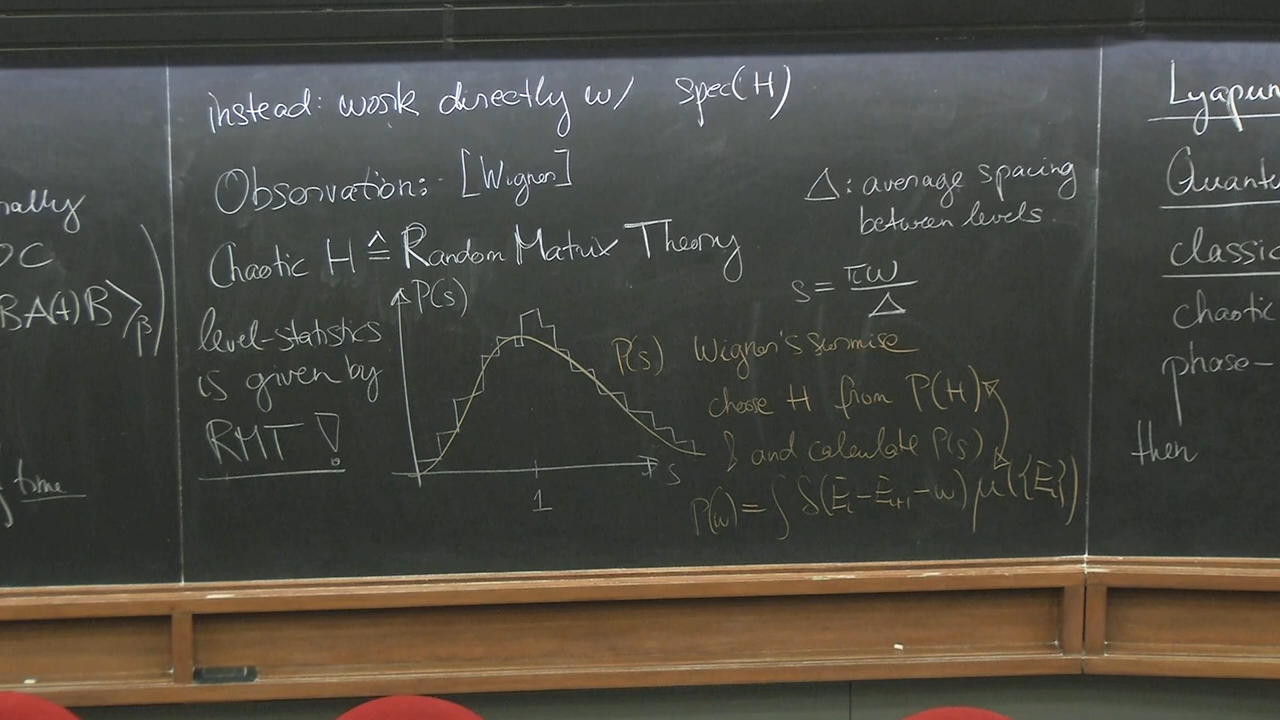 nally
OC
BA(t)B⟩β
time
instead: work directly w/ spec(H)
Observation: [Wigner]
Chaotic H ≙ Random Matrix Theory
level-statistics
is given by
RMT!
P(s)
s
1
Δ: average spacing
between levels.
s = πω/Δ
P(s) Wigner's surmise
choose H from P(H)
and calculate P(s)
P(ω) = ∫ δ(Ei − Ei+1 − ω) μ({Ei})
Lyapun
Quantu
classic
chaotic
phase-
then